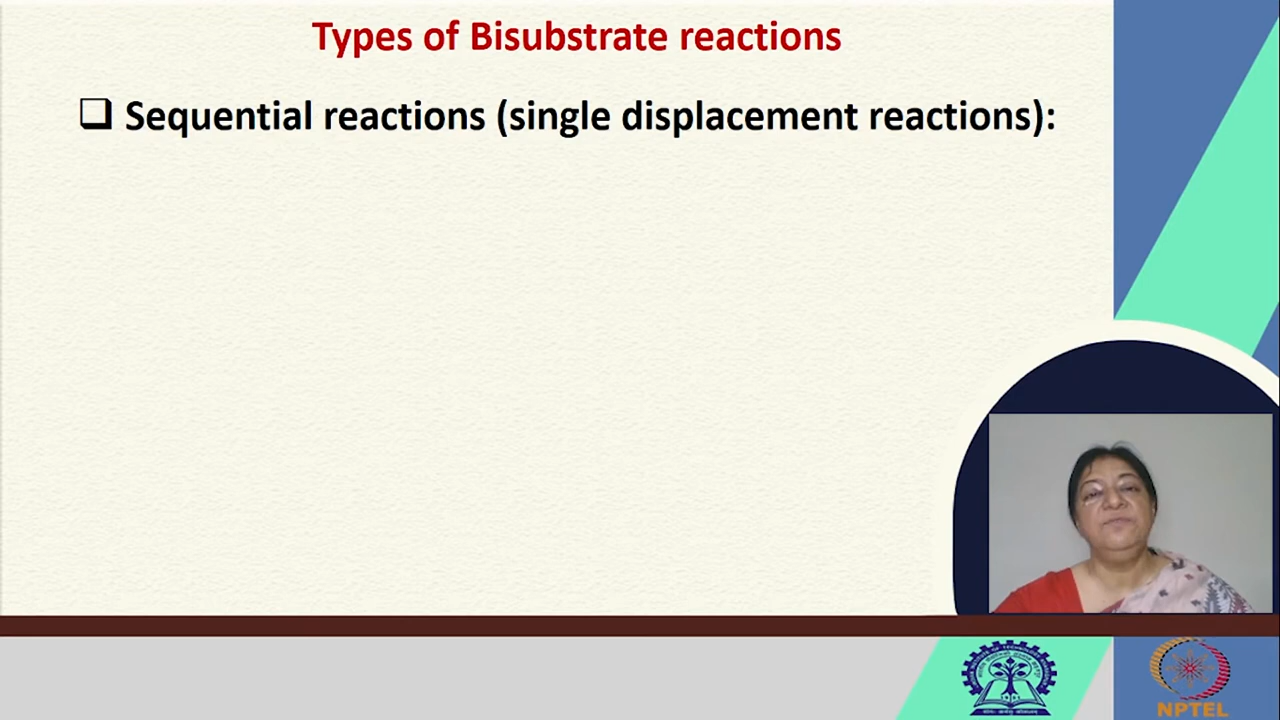 Types of Bisubstrate reactions
❑ Sequential reactions (single displacement reactions):
NPTEL